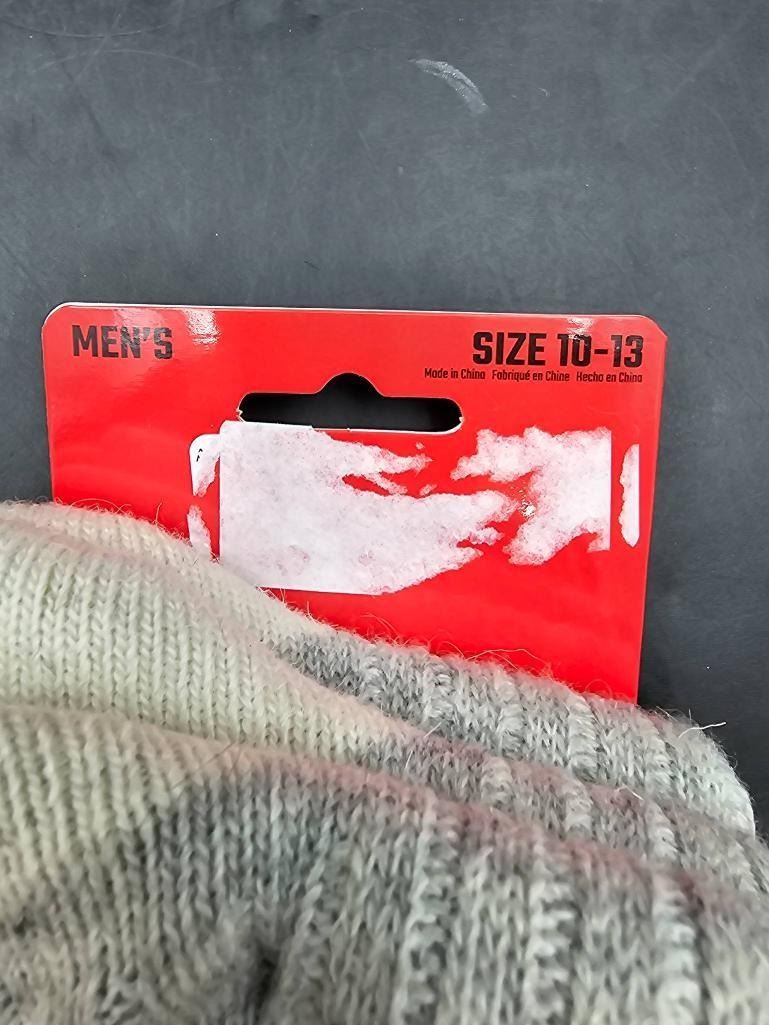 MEN'S
SIZE 10-13
Made in China Fabriqué en Chine Hecho en China